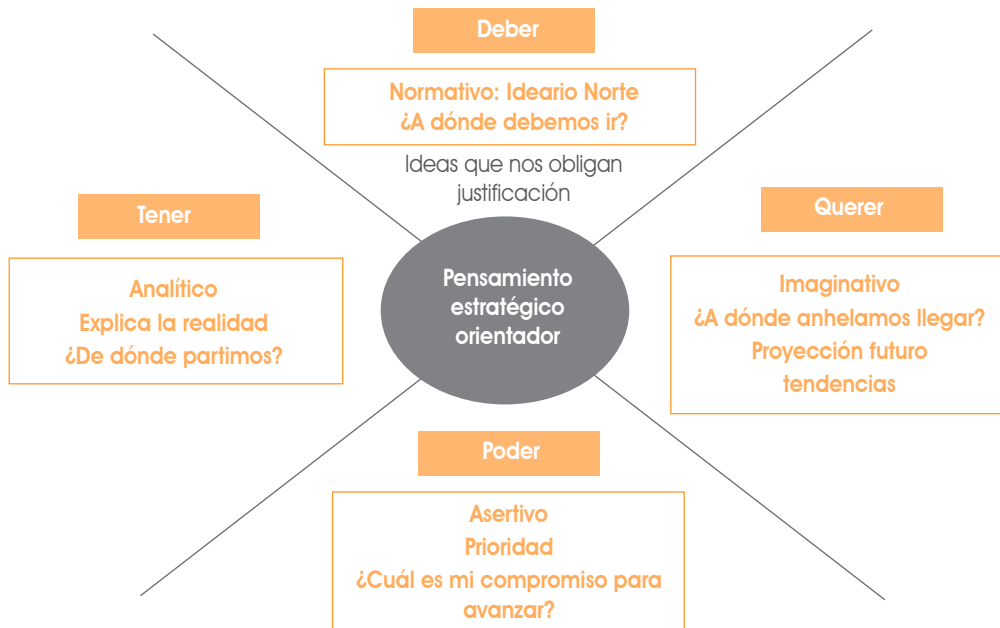 Deber
Normativo: Ideario Norte
¿A dónde debemos ir?
Ideas que nos obligan
justificación
Tener
Analítico
Explica la realidad
¿De dónde partimos?
Pensamiento
estratégico
orientador
Querer
Imaginativo
¿A dónde anhelamos llegar?
Proyección futuro
tendencias
Poder
Asertivo
Prioridad
¿Cuál es mi compromiso para
avanzar?